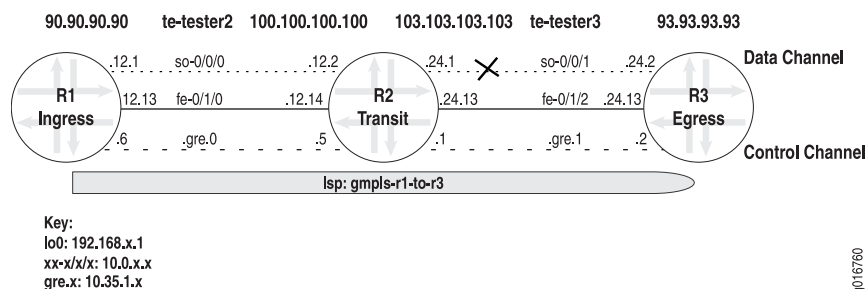 90.90.90.90 te-tester2 100.100.100.100 103.103.103.103 te-tester3 93.93.93.93
.12.1 so-0/0/0 .12.2 .24.1 so-0/0/1 .24.2 Data Channel
R1 Ingress
R2 Transit
R3 Egress
.12.13 fe-0/1/0 .12.14 .24.13 fe-0/1/2 .24.13
.6 .gre.0 .5 .1 .gre.1 .2 Control Channel
lsp: gmpls-r1-to-r3
Key:
lo0: 192.168.x.1
xx-x/x/x: 10.0.x.x
gre.x: 10.35.1.x
g016760